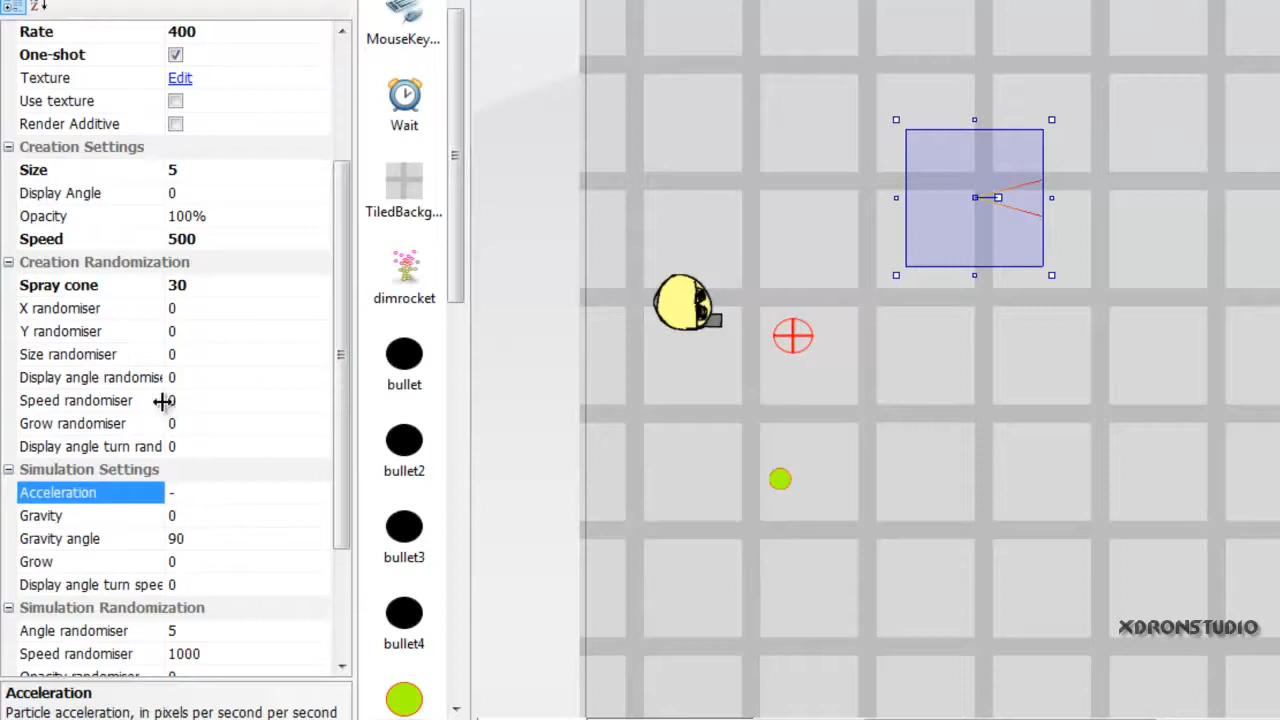 Rate 400
One-shot
Texture Edit
Use texture
Render Additive
Creation Settings
Size 5
Display Angle 0
Opacity 100%
Speed 500
Creation Randomization
Spray cone 30
X randomiser 0
Y randomiser 0
Size randomiser 0
Display angle randomise 0
Speed randomiser 0
Grow randomiser 0
Display angle turn rand 0
Simulation Settings
Acceleration -
Gravity 0
Gravity angle 90
Grow 0
Display angle turn spee 0
Simulation Randomization
Angle randomiser 5
Speed randomiser 1000
Opacity randomiser 0
Acceleration
Particle acceleration, in pixels per second per second
MouseKey...
Wait
TiledBackg...
dimrocket
bullet
bullet2
bullet3
bullet4
XDRONSTUDIO